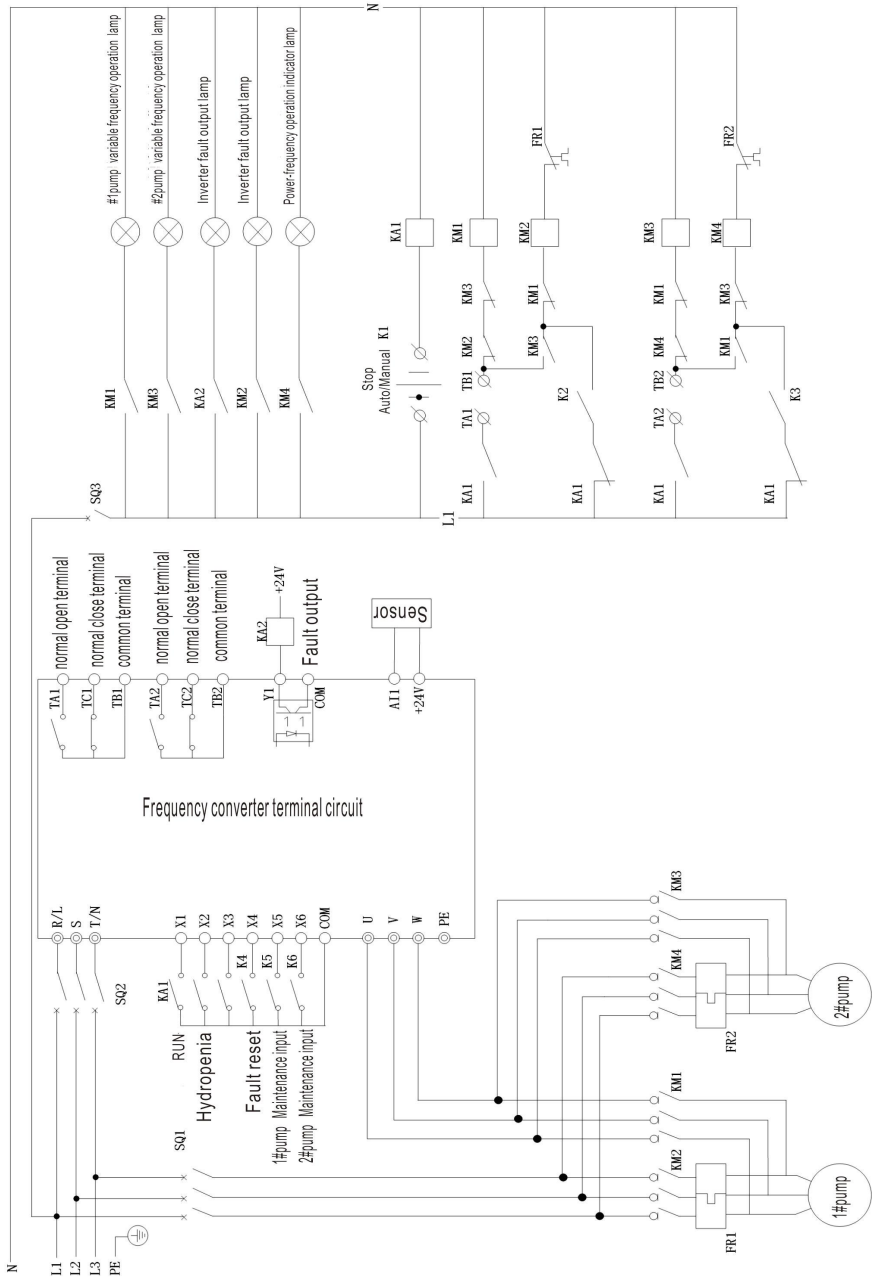 N
L1
L2
L3
PE
SQ1
SQ2
SQ3
R/L
S
T/N
KA1
RUN
X1
X2
Hydropenia
X3
K4
X4
Fault reset
K5
X5
1#pump Maintenance input
K6
X6
2#pump Maintenance input
COM
U
V
W
PE
Frequency converter terminal circuit
TA1
normal open terminal
TC1
normal close terminal
TB1
common terminal
TA2
normal open terminal
TC2
normal close terminal
TB2
common terminal
Y1
KA2
+24V
COM
Fault output
AI1
+24V
Sensor
KM1
#1pump variable frequency operation lamp
KM3
#2pump variable frequency operation lamp
KA2
Inverter fault output lamp
KM2
Inverter fault output lamp
KM4
Power-frequency operation indicator lamp
N
L1
Stop
Auto/Manual K1
KA1
KA1
TA1
TB1
KM2
KM3
KM1
KM3
KM1
KM2
FR1
KA1
K2
KA1
TA2
TB2
KM4
KM1
KM3
KM1
KM3
KM4
FR2
KA1
K3
KM2
KM1
FR1
1#pump
KM4
KM3
FR2
2#pump